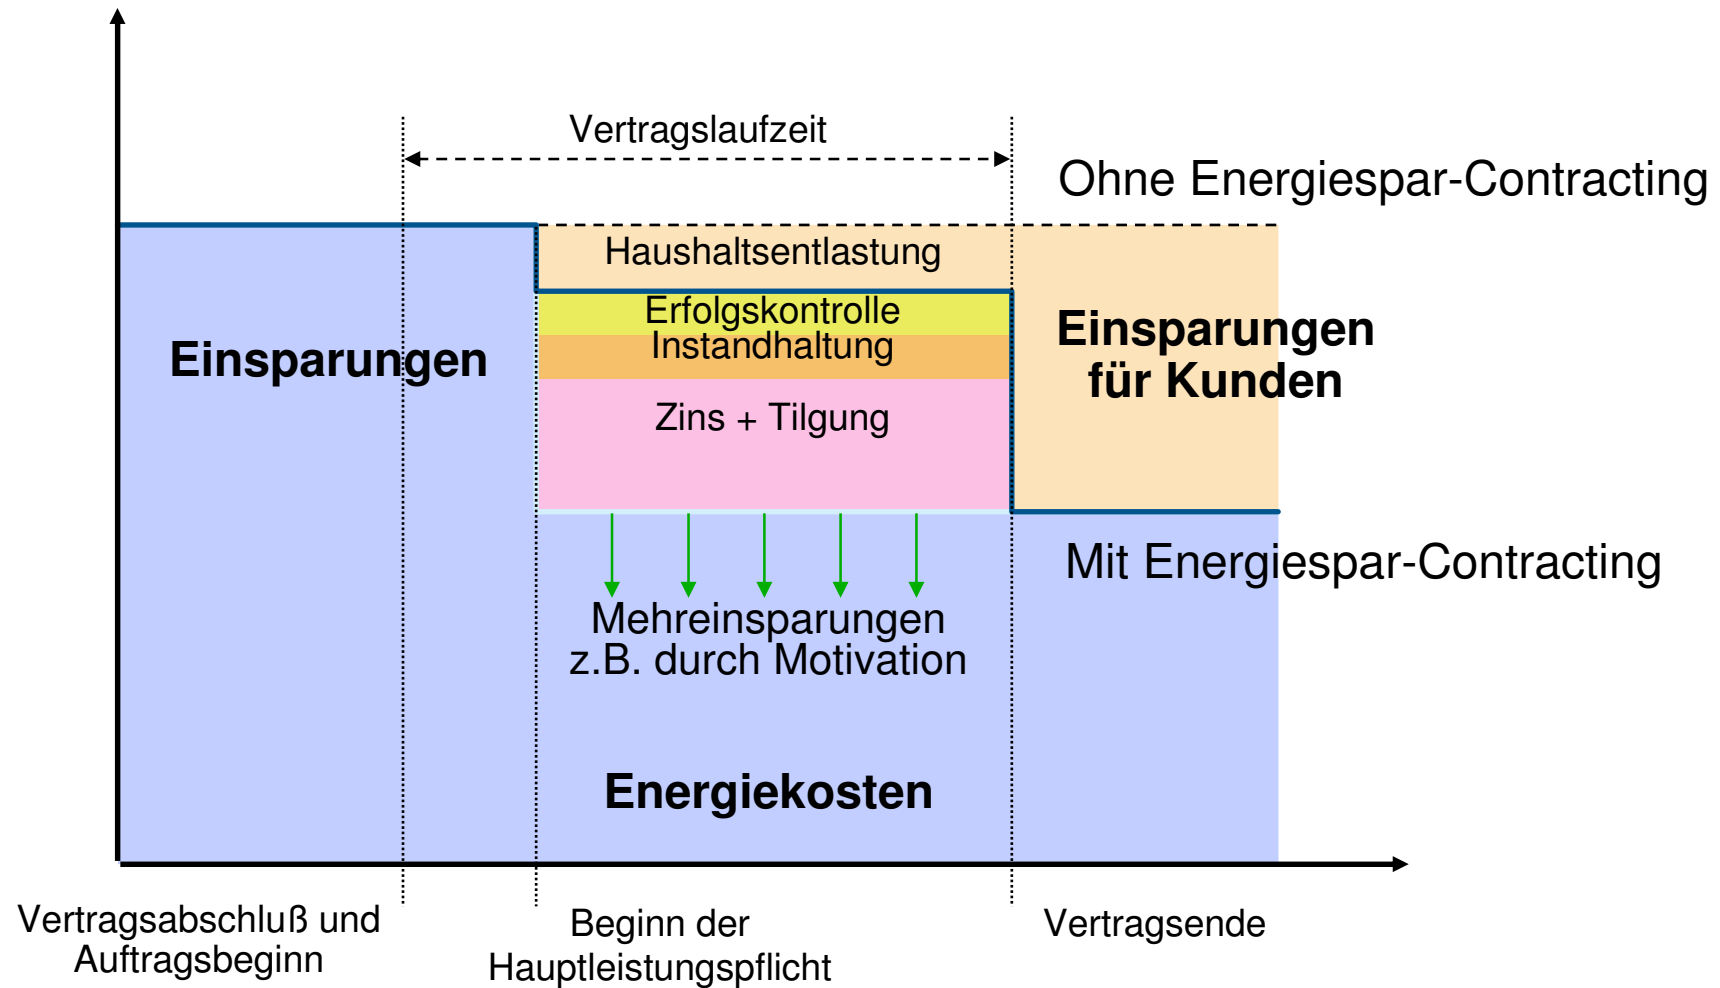 Vertragslaufzeit
Ohne Energiespar-Contracting
Haushaltsentlastung
Erfolgskontrolle
Instandhaltung
Zins + Tilgung
Einsparungen
Einsparungen
für Kunden
Mit Energiespar-Contracting
Mehreinsparungen
z.B. durch Motivation
Energiekosten
Vertragsabschluß und
Auftragsbeginn
Beginn der
Hauptleistungspflicht
Vertragsende